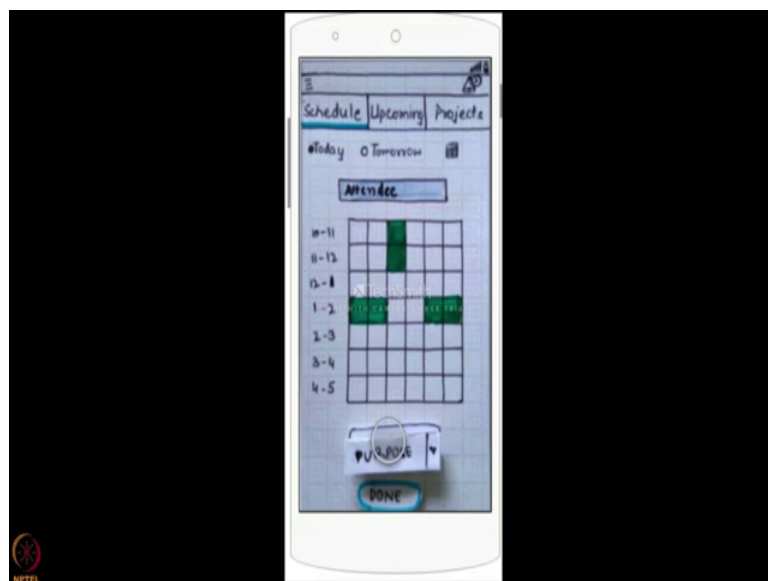 Schedule Upcoming Projects
Today Tomorrow
Attendee
10-11
11-12
12-1
TechSmith
1-2
2-3
3-4
4-5
PURPOSE
DONE
NPTEL